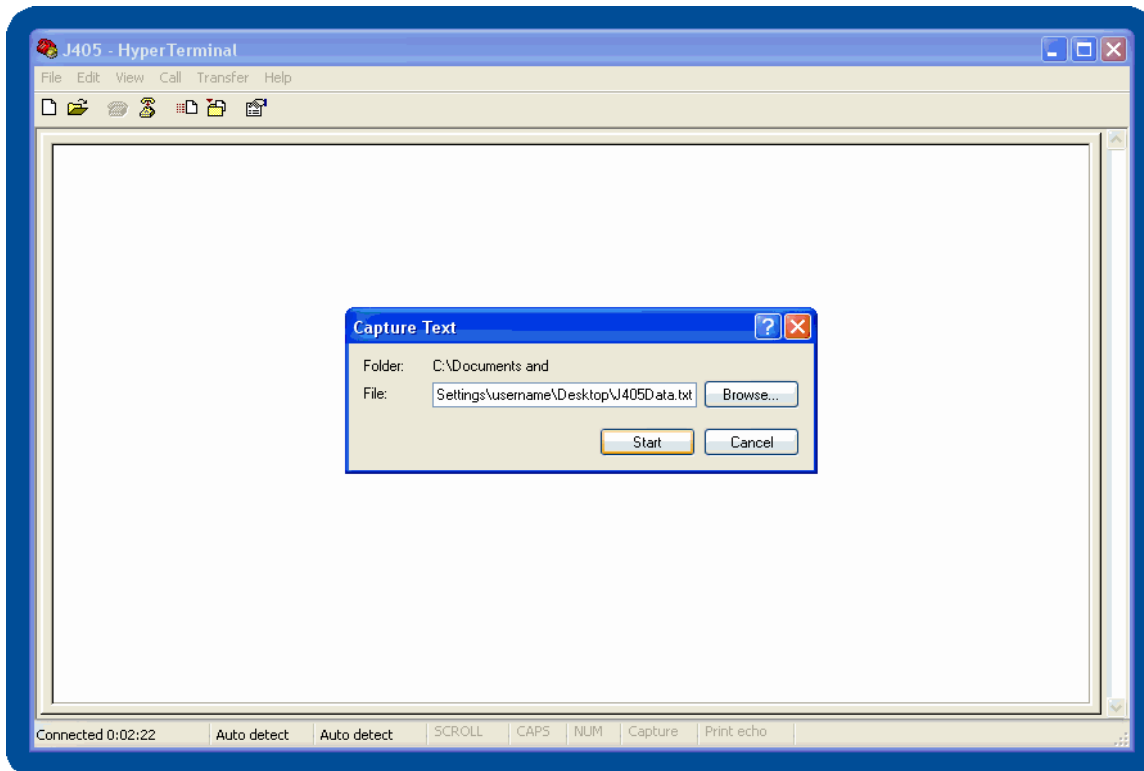 J405 - HyperTerminal
File Edit View Call Transfer Help
Capture Text
Folder: C:\Documents and
File: Settings\username\Desktop\J405Data.txt Browse...
Start Cancel
Connected 0:02:22 Auto detect Auto detect SCROLL CAPS NUM Capture Print echo